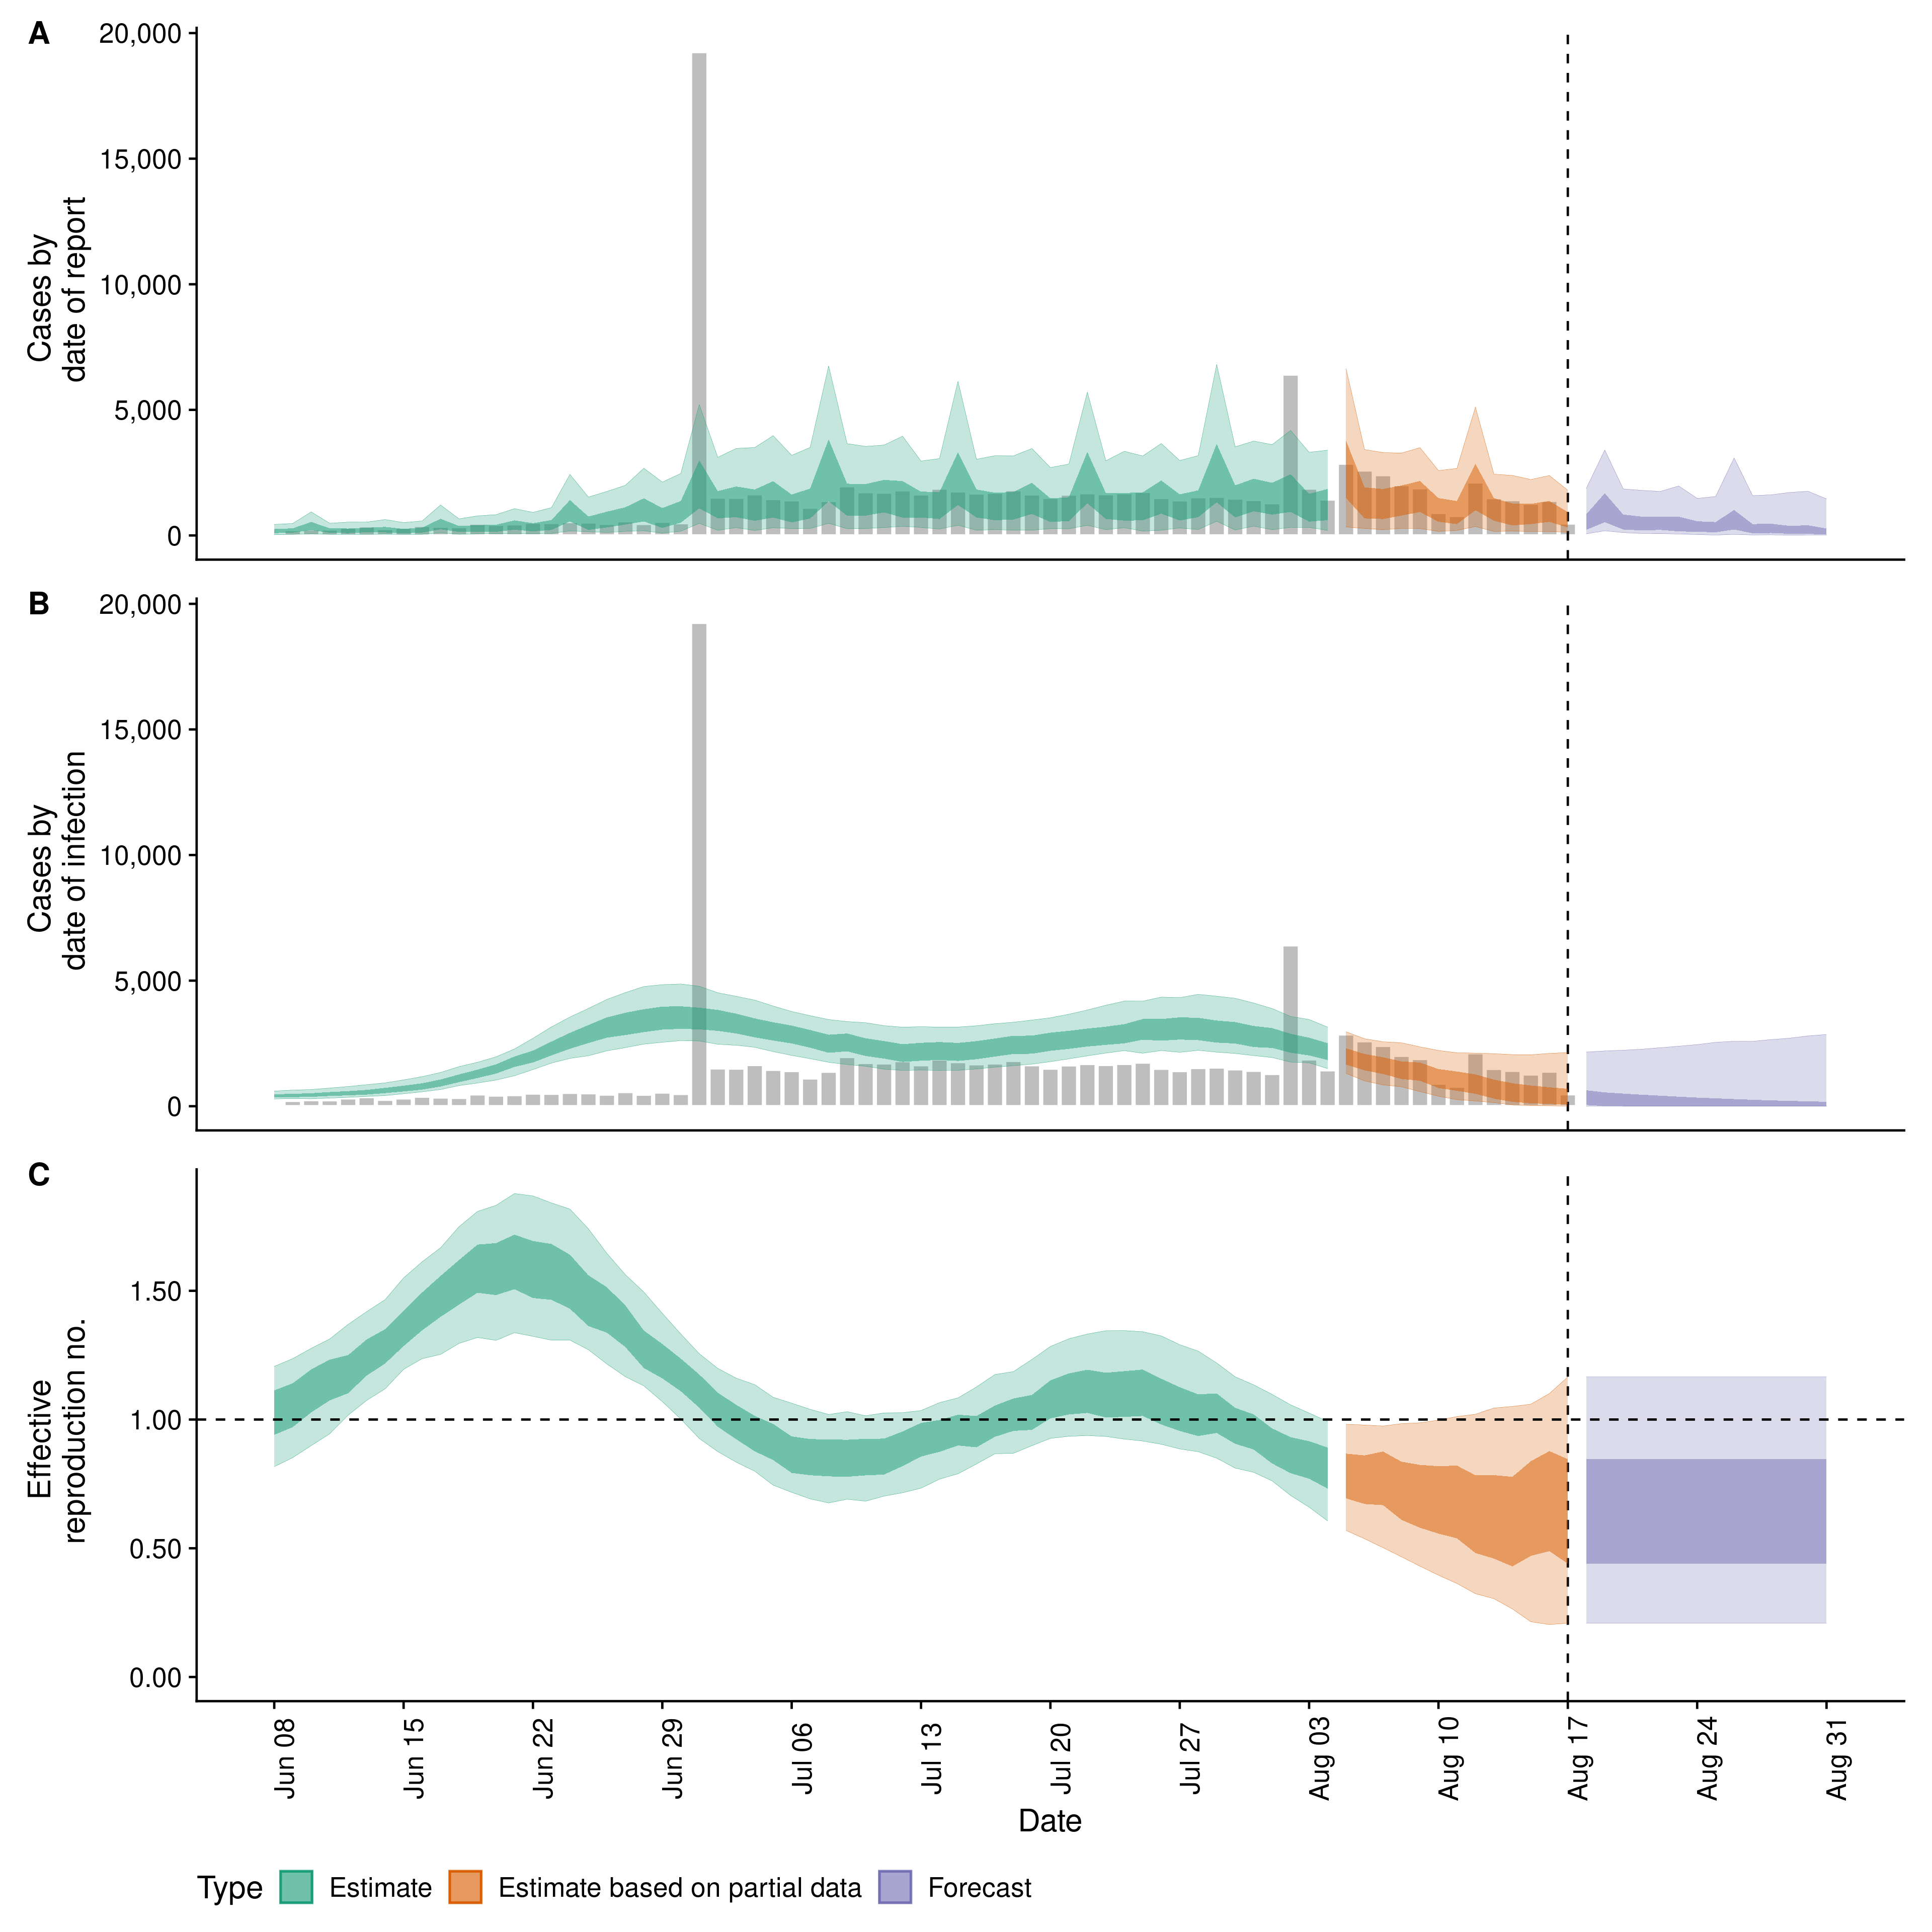 A
20,000
15,000
10,000
5,000
0
Cases by
date of report
B
20,000
15,000
10,000
5,000
0
Cases by
date of infection
C
1.50
1.00
0.50
0.00
Effective
reproduction no.
Jun 08
Jun 15
Jun 22
Jun 29
Jul 06
Jul 13
Jul 20
Jul 27
Aug 03
Aug 10
Aug 17
Aug 24
Aug 31
Date
Type Estimate Estimate based on partial data Forecast